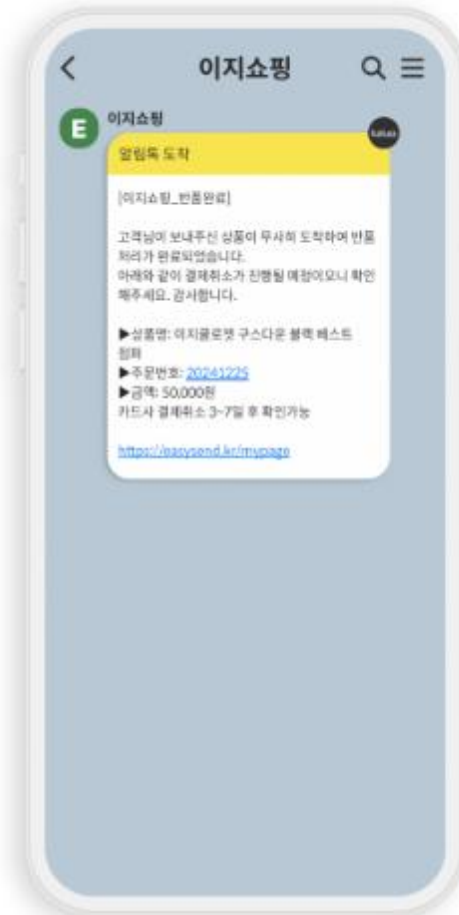 이지쇼핑
E
이지쇼핑
알림톡 도착
[이지쇼핑_반품완료]
고객님이 보내주신 상품이 무사히 도착하여 반품
처리가 완료되었습니다.
아래와 같이 결제취소가 진행될 예정이오니 확인
해주세요. 감사합니다.
▶상품명: 이지클로젯 구스다운 블랙 베스트
점퍼
▶주문번호: 20241225
▶금액: 50,000원
카드사 결제취소 3~7일 후 확인가능
https://easysend.kr/mypage